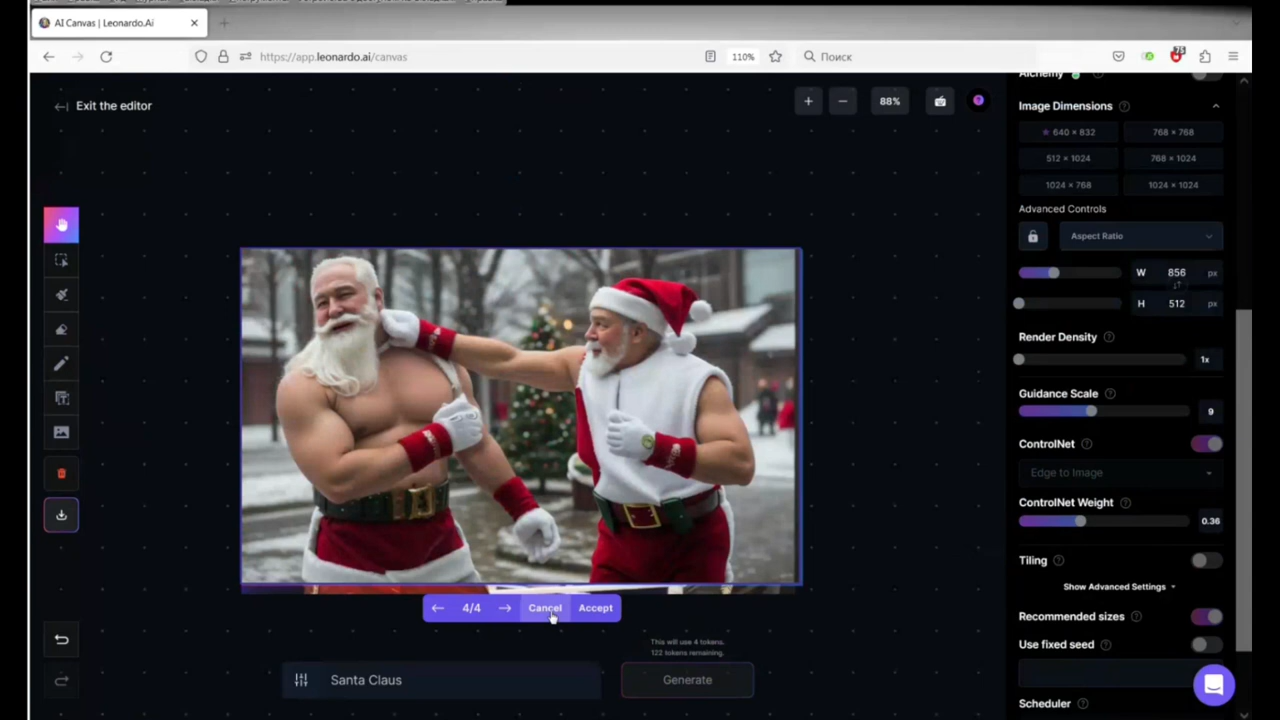 AI Canvas | Leonardo.Ai
https://app.leonardo.ai/canvas
110%
Поиск
75
Exit the editor
88%
Alchemy
Image Dimensions
640 × 832
768 × 768
512 × 1024
768 × 1024
1024 × 768
1024 × 1024
Advanced Controls
Aspect Ratio
W 856 px
H 512 px
Render Density
1x
Guidance Scale
9
ControlNet
Edge to Image
ControlNet Weight
0.36
Tiling
Show Advanced Settings
Recommended sizes
Use fixed seed
Scheduler
4/4
Cancel
Accept
This will use 4 tokens.
122 tokens remaining.
Santa Claus
Generate